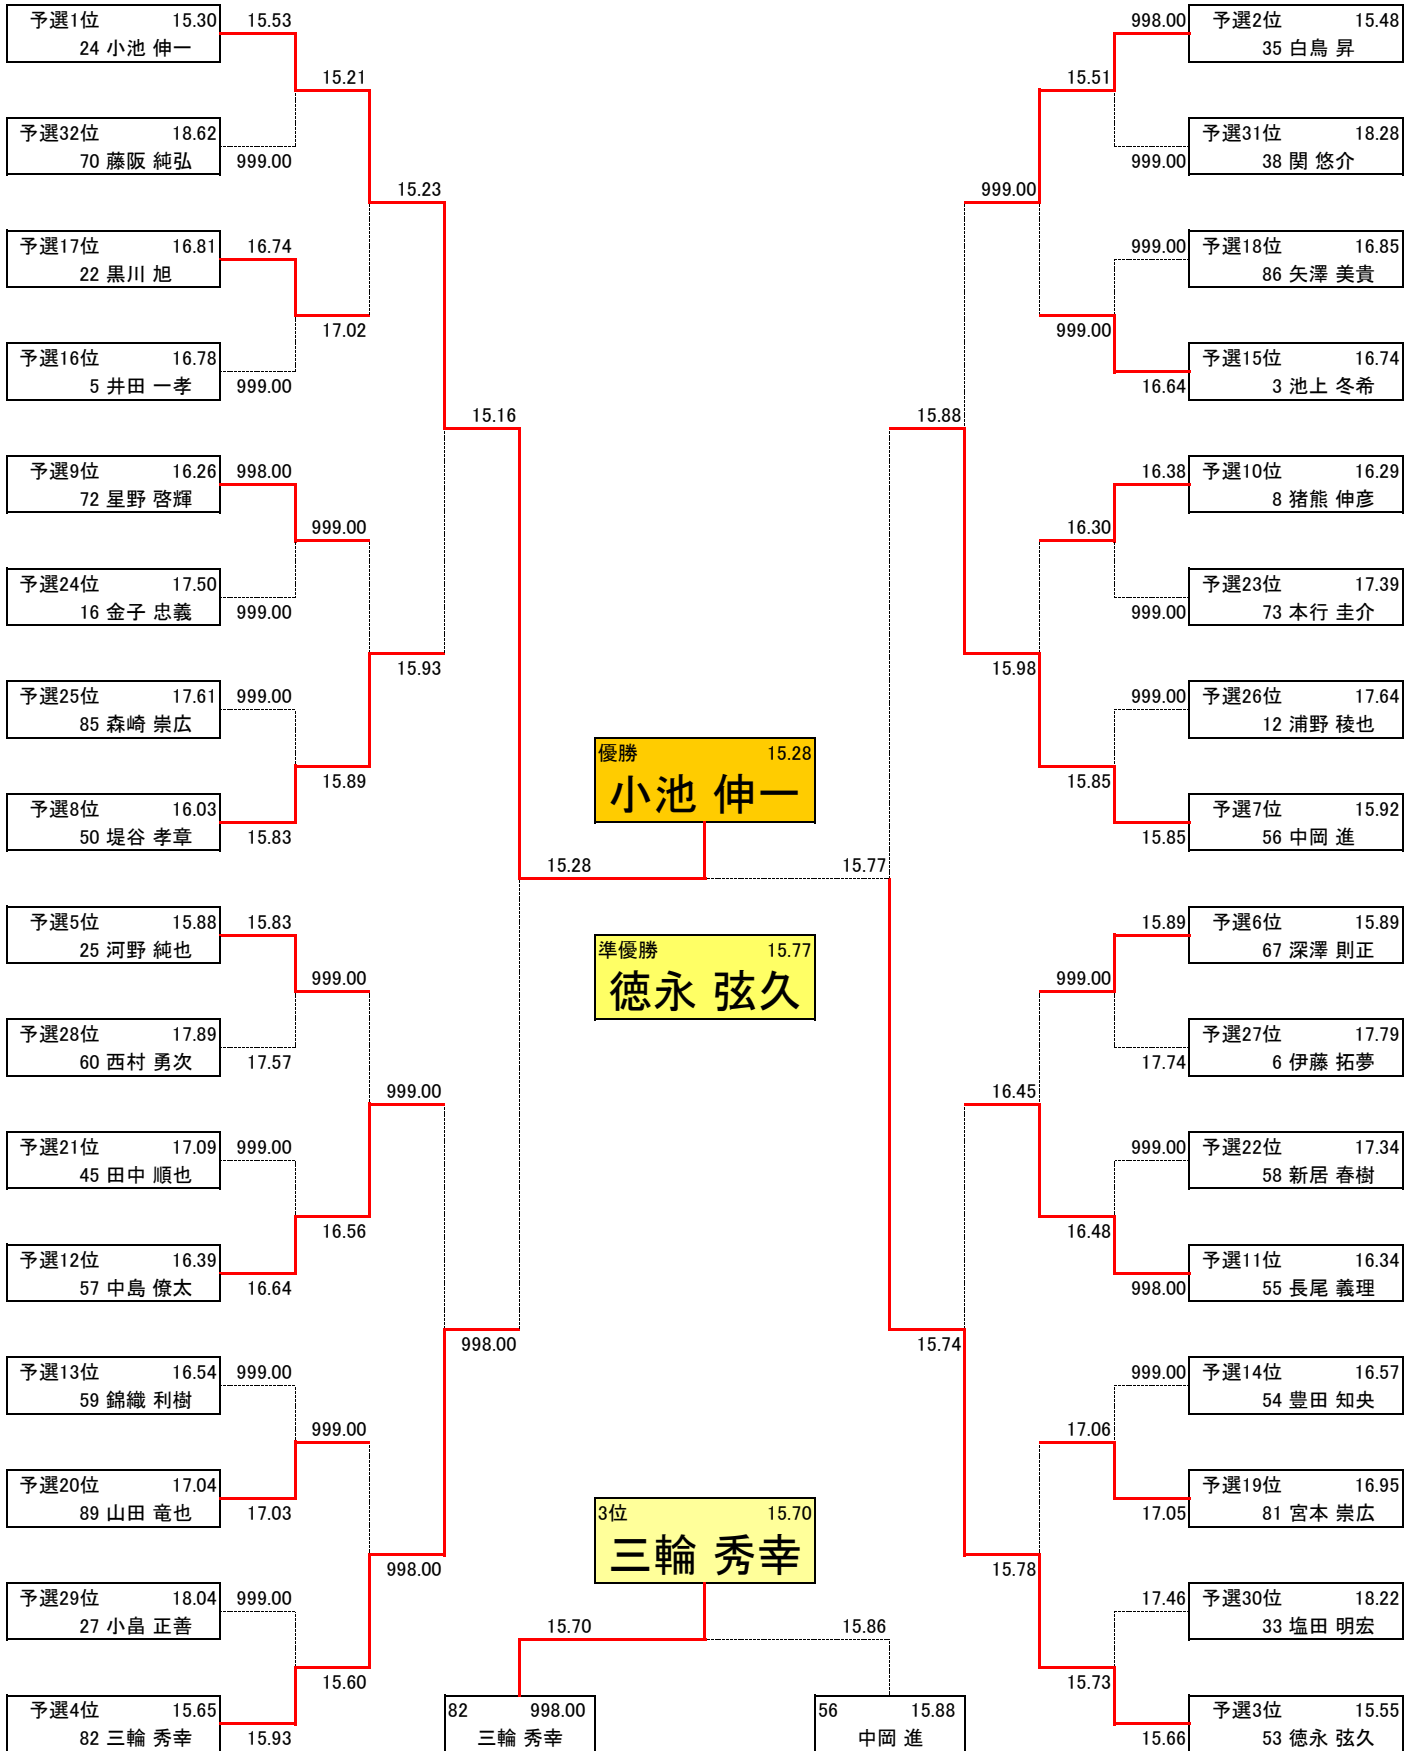 予選1位 15.30 15.53
24 小池 伸一
15.21
予選32位 18.62
70 藤阪 純弘 999.00
15.23
予選17位 16.81 16.74
22 黒川 旭
17.02
予選16位 16.78
5 井田 一孝 999.00
15.16
予選9位 16.26 998.00
72 星野 啓輝
999.00
予選24位 17.50
16 金子 忠義 999.00
15.93
予選25位 17.61 999.00
85 森崎 崇広
15.89
予選8位 16.03
50 堤谷 孝章 15.83
15.28
予選5位 15.88 15.83
25 河野 純也
999.00
予選28位 17.89
60 西村 勇次 17.57
999.00
予選21位 17.09 999.00
45 田中 順也
16.56
予選12位 16.39
57 中島 僚太 16.64
998.00
予選13位 16.54 999.00
59 錦織 利樹
999.00
予選20位 17.04
89 山田 竜也 17.03
998.00
予選29位 18.04 999.00
27 小畠 正善
15.60
予選4位 15.65
82 三輪 秀幸 15.93
優勝 15.28
小池 伸一
準優勝 15.77
徳永 弦久
3位 15.70
三輪 秀幸
15.70 15.86
82 998.00
三輪 秀幸
56 15.88
中岡 進
998.00 予選2位 15.48
35 白鳥 昇
15.51
予選31位 18.28
999.00 38 関 悠介
999.00
999.00 予選18位 16.85
86 矢澤 美貴
999.00
予選15位 16.74
16.64 3 池上 冬希
15.88
16.38 予選10位 16.29
8 猪熊 伸彦
16.30
予選23位 17.39
999.00 73 本行 圭介
15.98
999.00 予選26位 17.64
12 浦野 稜也
15.85
予選7位 15.92
15.85 56 中岡 進
15.77
15.89 予選6位 15.89
67 深澤 則正
999.00
予選27位 17.79
17.74 6 伊藤 拓夢
16.45
999.00 予選22位 17.34
58 新居 春樹
16.48
予選11位 16.34
998.00 55 長尾 義理
15.74
999.00 予選14位 16.57
54 豊田 知央
17.06
予選19位 16.95
17.05 81 宮本 崇広
15.78
17.46 予選30位 18.22
33 塩田 明宏
15.73
予選3位 15.55
15.66 53 徳永 弦久